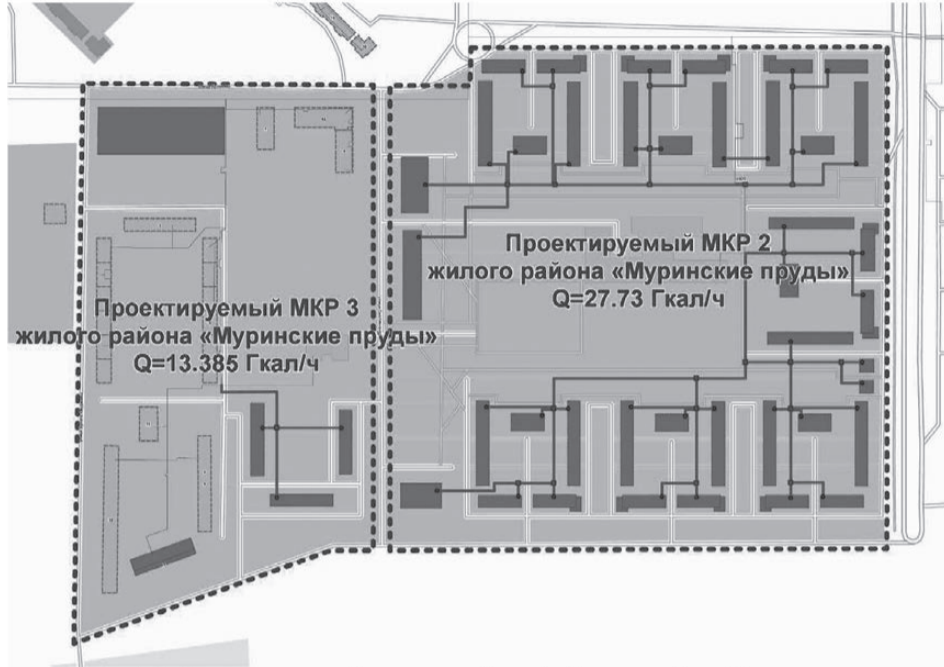 Проектируемый МКР 2
жилого района «Муринские пруды»
Q=27.73 Гкал/ч
Проектируемый МКР 3
жилого района «Муринские пруды»
Q=13.385 Гкал/ч